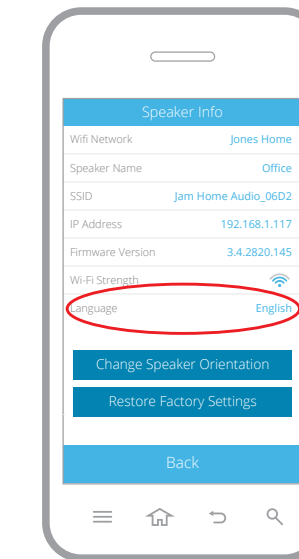 Speaker Info
Wifi Network Jones Home
Speaker Name Office
SSID Jam Home Audio_06D2
IP Address 192.168.1.117
Firmware Version 3.4.2820.145
Wi-Fi Strength
Language English
Change Speaker Orientation
Restore Factory Settings
Back